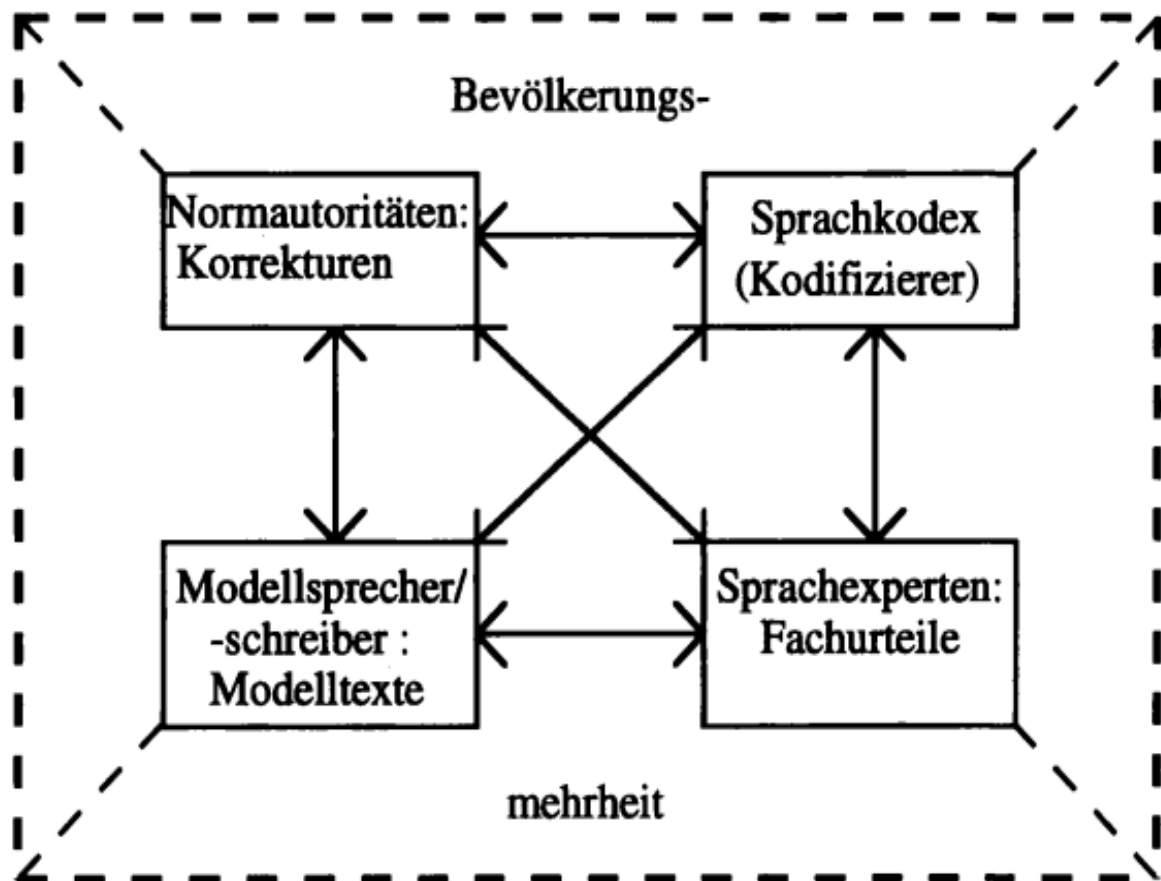 Bevölkerungs-
Normautoritäten:
Korrekturen
Sprachkodex
(Kodifizierer)
Modellsprecher/
-schreiber :
Modelltexte
Sprachexperten:
Fachurteile
mehrheit